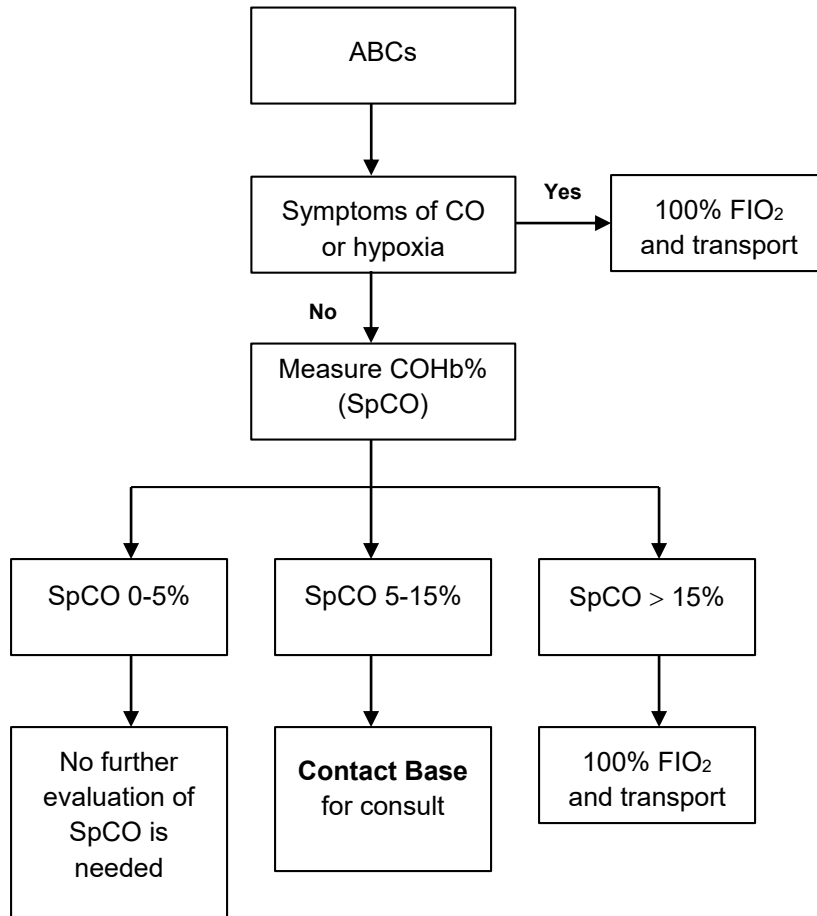 ABCs
Symptoms of CO
or hypoxia
Yes
100% FIO₂
and transport
No
Measure COHb%
(SpCO)
SpCO 0-5%
SpCO 5-15%
SpCO > 15%
No further
evaluation of
SpCO is
needed
Contact Base
for consult
100% FIO₂
and transport